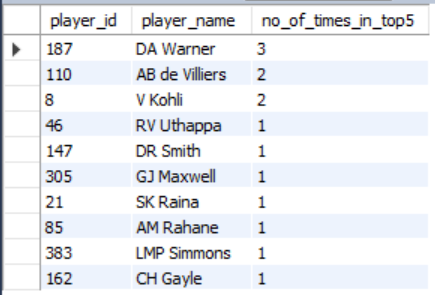 player_id player_name no_of_times_in_top5
187 DA Warner 3
110 AB de Villiers 2
8 V Kohli 2
46 RV Uthappa 1
147 DR Smith 1
305 GJ Maxwell 1
21 SK Raina 1
85 AM Rahane 1
383 LMP Simmons 1
162 CH Gayle 1